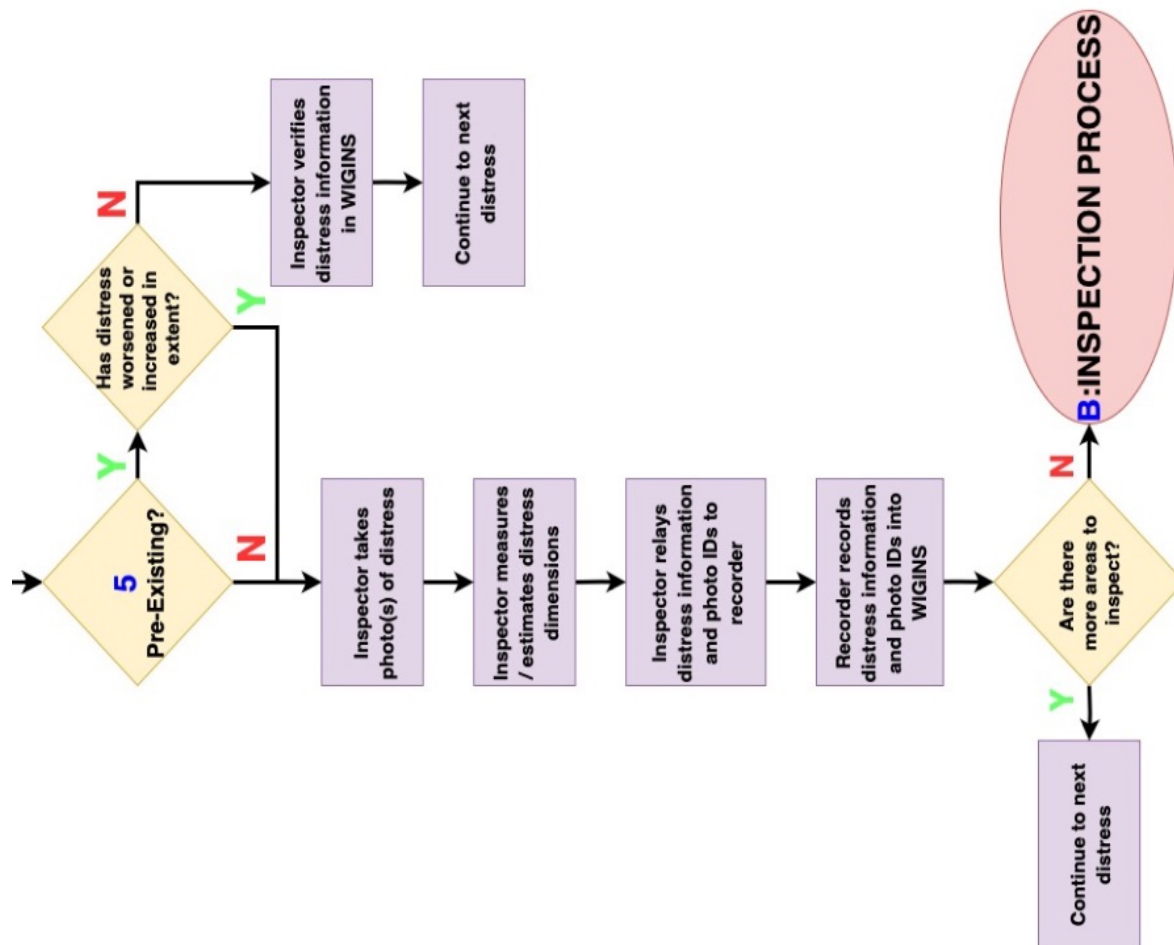 5
Pre-Existing?
Y
N
Has distress
worsened or
increased in
extent?
N
Y
Inspector verifies
distress information
in WIGINS
Continue to next
distress
Inspector takes
photo(s) of distress
Inspector measures
/ estimates distress
dimensions
Inspector relays
distress information
and photo IDs to
recorder
Recorder records
distress information
and photo IDs into
WIGINS
Are there
more areas to
inspect?
Y
N
Continue to next
distress
B:INSPECTION PROCESS